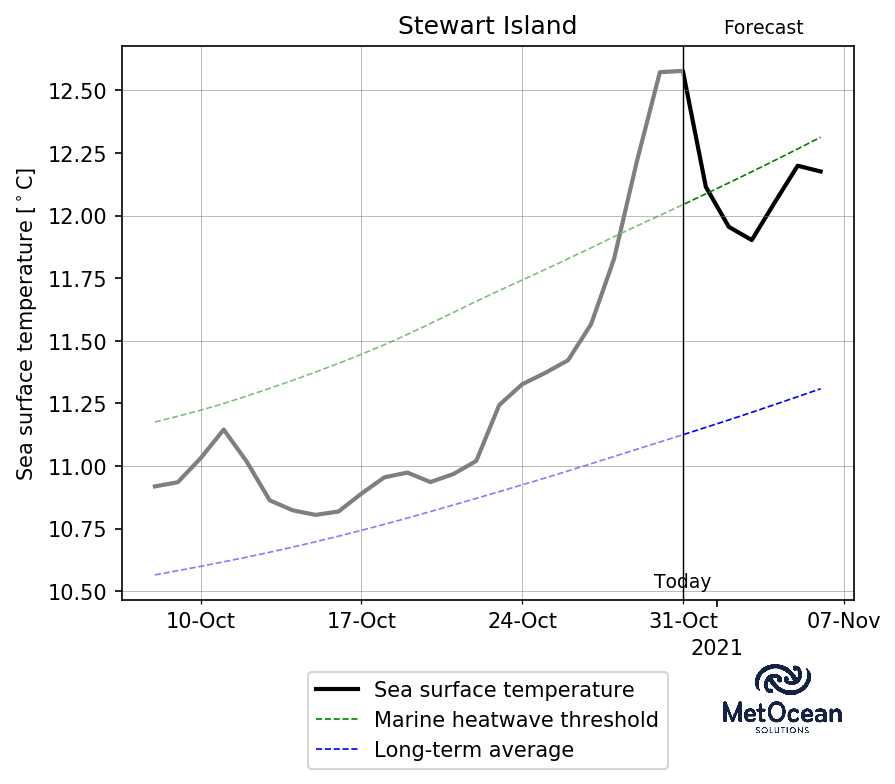 Stewart Island
Forecast
Sea surface temperature [°C]
12.50
12.25
12.00
11.75
11.50
11.25
11.00
10.75
10.50
Today
10-Oct
17-Oct
24-Oct
31-Oct
07-Nov
2021
Sea surface temperature
Marine heatwave threshold
Long-term average
MetOcean
SOLUTIONS